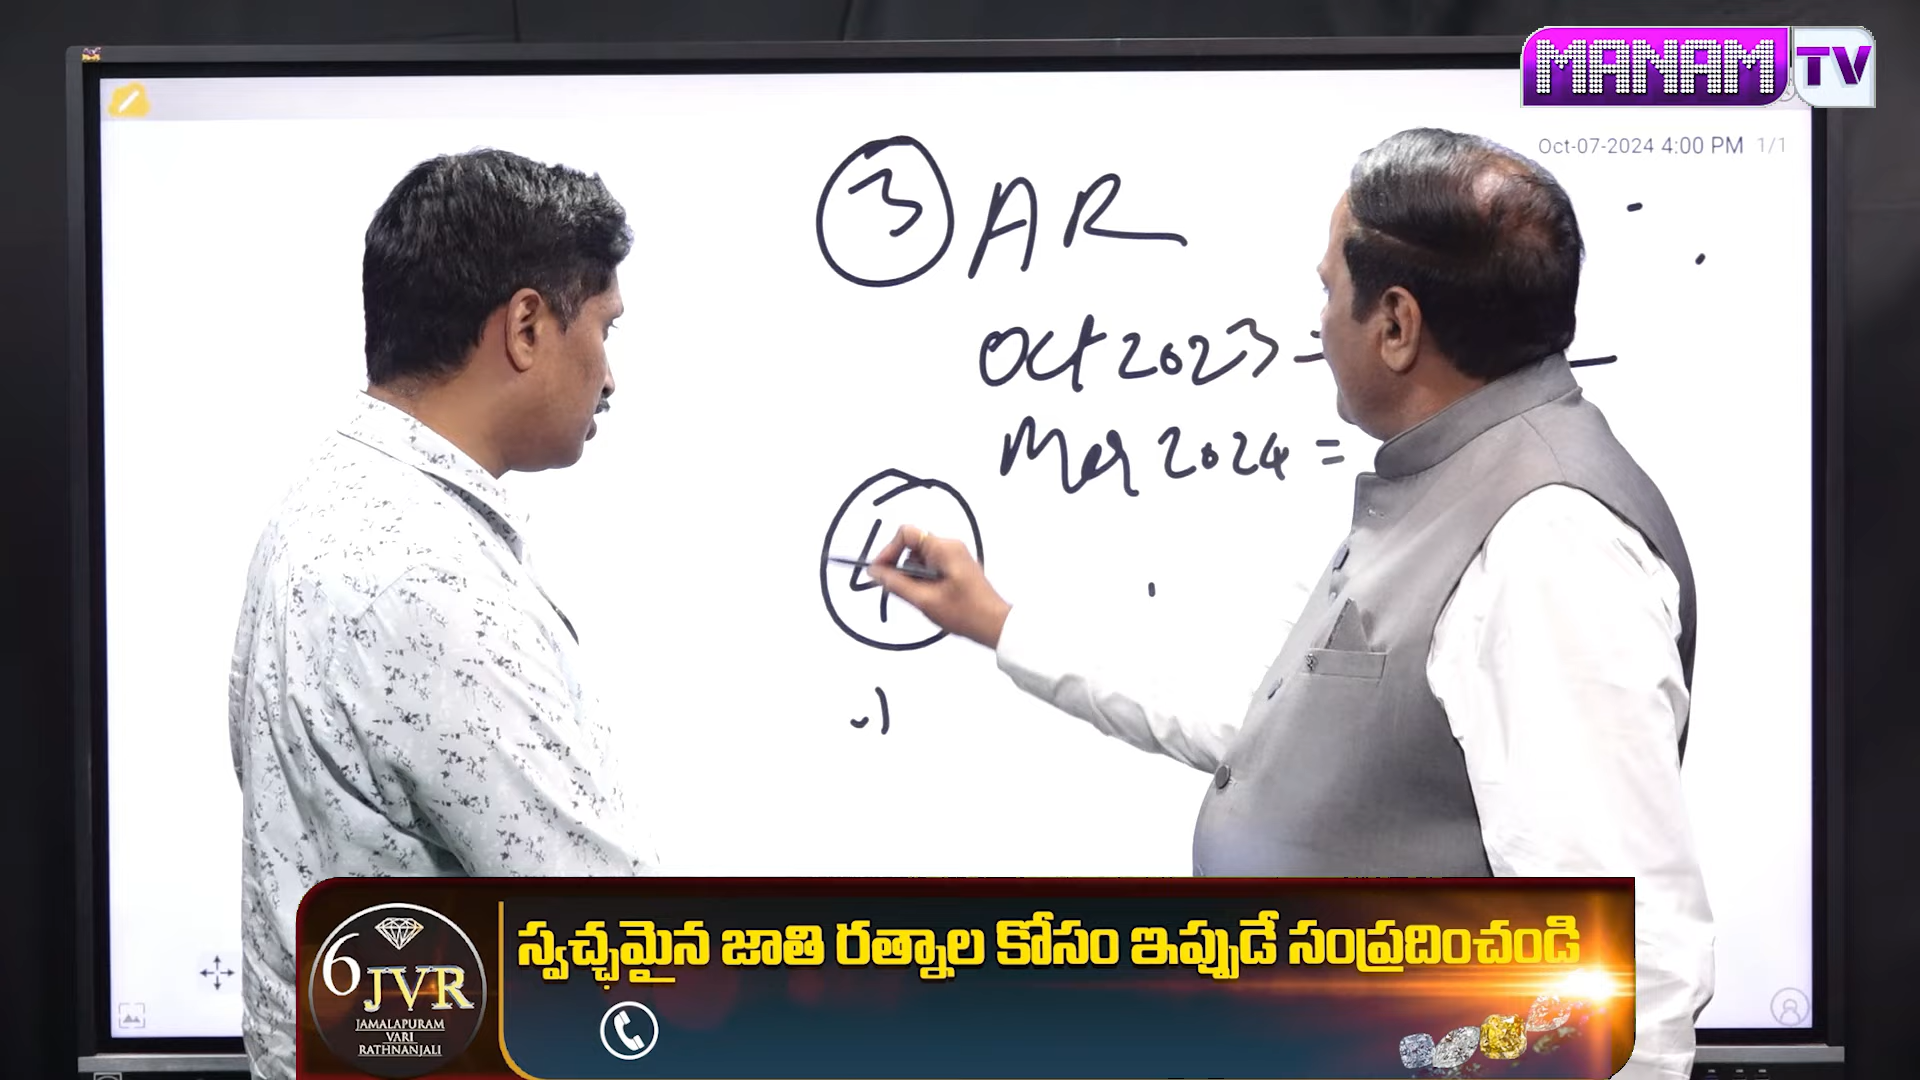 MANAM TV
Oct-07-2024 4:00 PM 1/1
3 AR
Oct 2023 =
Mar 2024 =
4
స్వచ్ఛమైన జాతి రత్నాల కోసం ఇప్పుడే సంప్రదించండి
6 JVR
JAMALAPURAM
VARI
RATHNANJALI